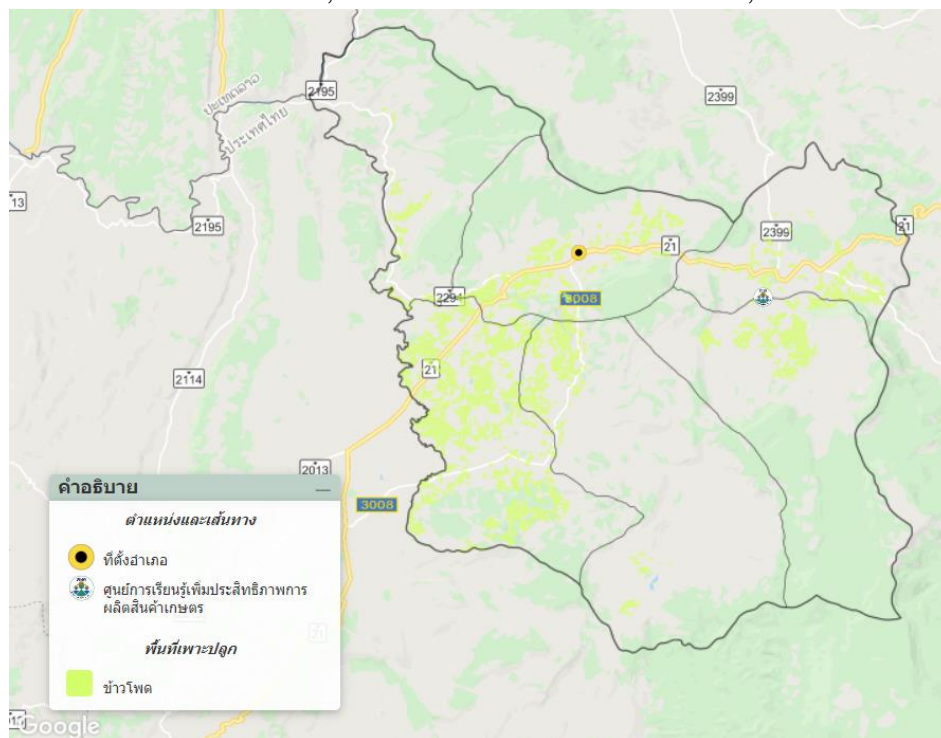 2195
2399
ประเทศลาว
ประเทศไทย
13
2195
2399
21
21
2294
3008
21
2114
2013
3008
คำอธิบาย
ตำแหน่งและเส้นทาง
ที่ตั้งอำเภอ
ศูนย์การเรียนรู้เพิ่มประสิทธิภาพการ
ผลิตสินค้าเกษตร
พื้นที่เพาะปลูก
ข้าวโพด
Google